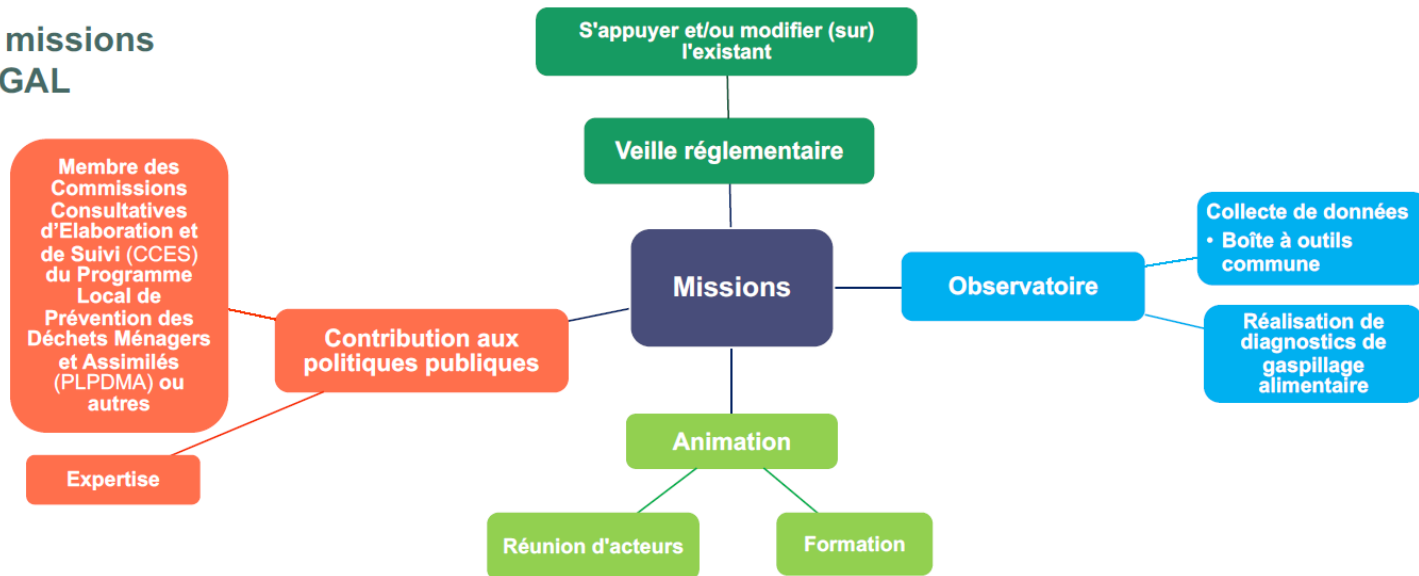 missions
GAL
S'appuyer et/ou modifier (sur)
l'existant
Veille réglementaire
Missions
Observatoire
Collecte de données
• Boîte à outils
commune
Réalisation de
diagnostics de
gaspillage
alimentaire
Contribution aux
politiques publiques
Membre des
Commissions
Consultatives
d’Elaboration et
de Suivi (CCES)
du Programme
Local de
Prévention des
Déchets Ménagers
et Assimilés
(PLPDMA) ou
autres
Expertise
Animation
Réunion d'acteurs
Formation